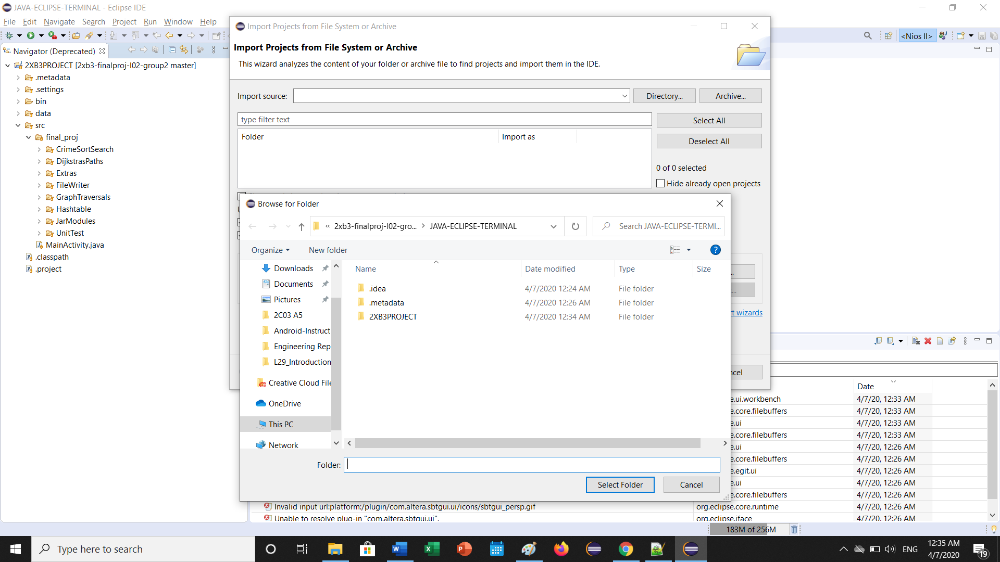 JAVA-ECLIPSE-TERMINAL - Eclipse IDE
File Edit Navigate Search Project Run Window Help
<Nios II>
Navigator (Deprecated)
2XB3PROJECT [2xb3-finalproj-l02-group2 master]
.metadata
.settings
bin
data
src
final_proj
CrimeSortSearch
DijkstrasPaths
Extras
FileWriter
GraphTraversals
Hashtable
JarModules
UnitTest
MainActivity.java
.classpath
.project
Import Projects from File System or Archive
Import Projects from File System or Archive
This wizard analyzes the content of your folder or archive file to find projects and import them in the IDE.
Import source: Directory... Archive...
type filter text
Select All
Folder Import as
Deselect All
0 of 0 selected
Hide already open projects
Browse for Folder
« 2xb3-finalproj-l02-gro... > JAVA-ECLIPSE-TERMINAL
Search JAVA-ECLIPSE-TERMI...
Organize New folder
Name Date modified Type Size
.idea 4/7/2020 12:24 AM File folder
.metadata 4/7/2020 12:26 AM File folder
2XB3PROJECT 4/7/2020 12:34 AM File folder
Downloads
Documents
Pictures
2C03 A5
Android-Instruct
Engineering Rep
L29_Introduction
Creative Cloud File
OneDrive
This PC
Network
Folder:
Select Folder Cancel
rt wizards
ncel
Date
e.ui.workbench 4/7/20, 12:33 AM
e.core.filebuffers 4/7/20, 12:33 AM
e.ui 4/7/20, 12:33 AM
e.core.filebuffers 4/7/20, 12:33 AM
e.ui 4/7/20, 12:26 AM
e.core.filebuffers 4/7/20, 12:26 AM
e.egit.ui 4/7/20, 12:26 AM
e.ui 4/7/20, 12:26 AM
e.core.filebuffers 4/7/20, 12:26 AM
Invalid input url:platform:/plugin/com.altera.sbtgui.ui/icons/sbtgui_persp.gif org.eclipse.core.runtime 4/7/20, 12:26 AM
Unable to resolve plug-in "com.altera.sbtgui.ui". org.eclipse.jface 4/7/20, 12:26 AM
183M of 256M
Type here to search
ENG
12:35 AM
4/7/2020
19